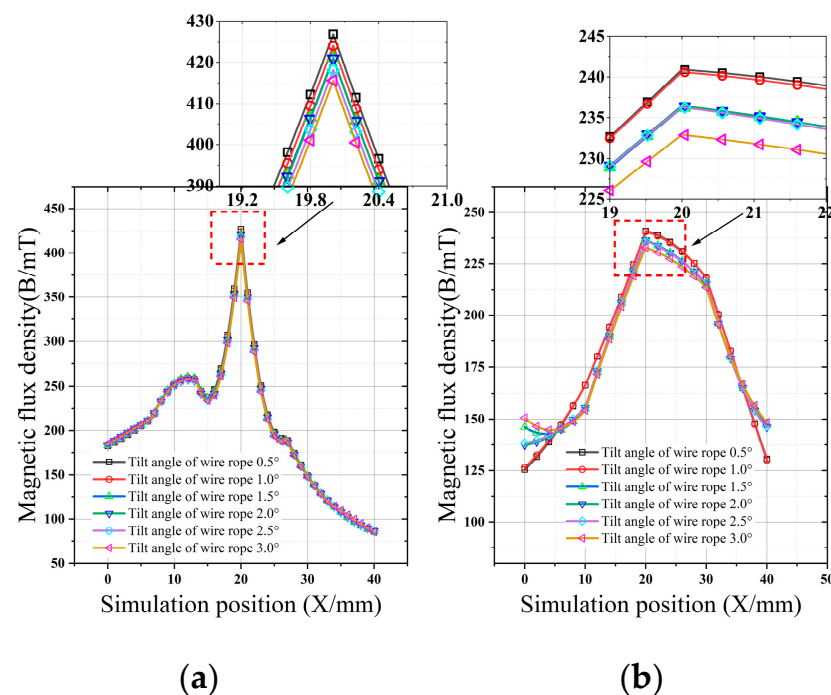 430
420
410
400
390
19.2
19.8
20.4
21.0
450
400
350
300
250
200
150
100
50
Magnetic flux density(B/mT)
Tilt angle of wire rope 0.5°
Tilt angle of wire rope 1.0°
Tilt angle of wire rope 1.5°
Tilt angle of wire rope 2.0°
Tilt angle of wire rope 2.5°
Tilt angle of wire rope 3.0°
0
10
20
30
40
Simulation position (X/mm)
(a)
245
240
235
230
225
19
20
21
22
250
225
200
175
150
125
100
Magnetic flux density(B/mT)
Tilt angle of wire rope 0.5°
Tilt angle of wire rope 1.0°
Tilt angle of wire rope 1.5°
Tilt angle of wire rope 2.0°
Tilt angle of wire rope 2.5°
Tilt angle of wire rope 3.0°
0
10
20
30
40
50
Simulation position (X/mm)
(b)